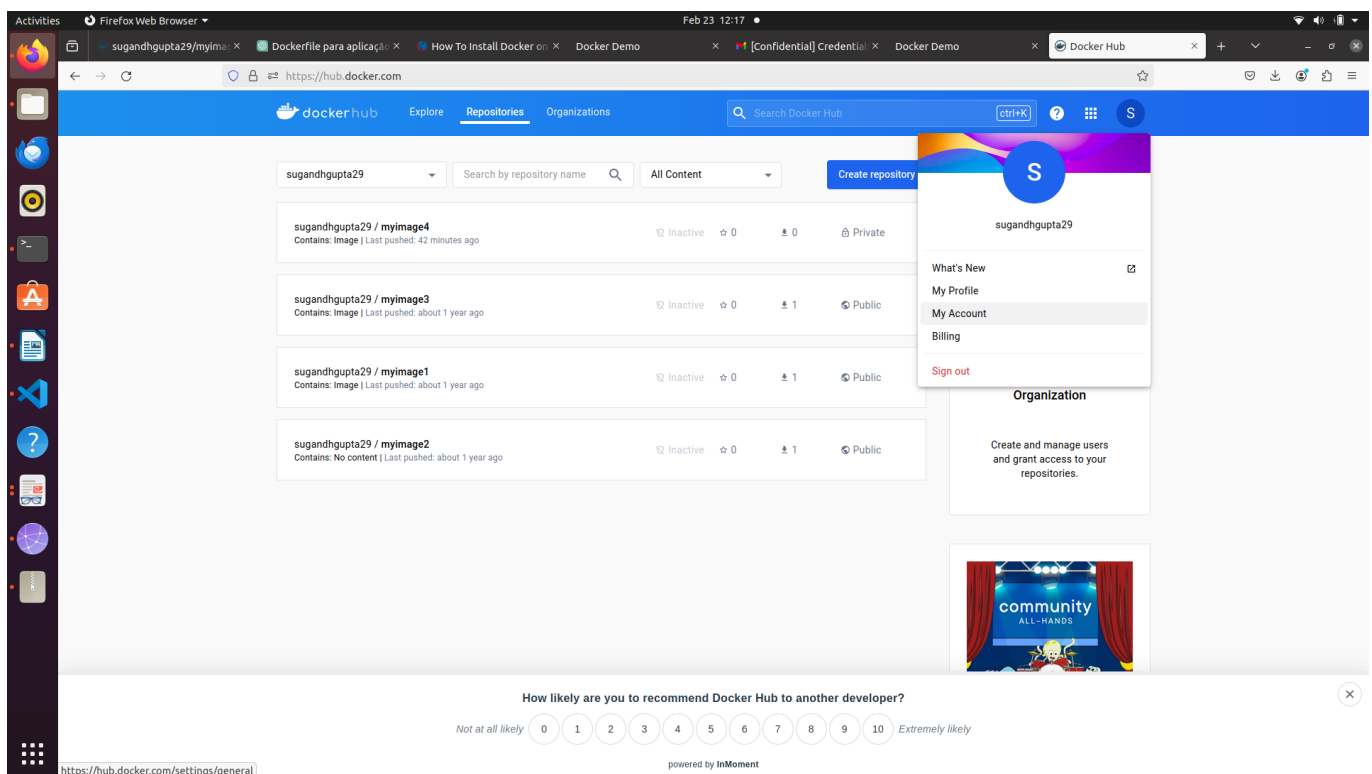 Activities Firefox Web Browser Feb 23 12:17
sugandhgupta29/myimag Dockerfile para aplicação How To Install Docker on Docker Demo [Confidential] Credential Docker Demo Docker Hub
https://hub.docker.com
dockerhub Explore Repositories Organizations Search Docker Hub ctrl+K ? S
sugandhgupta29 Search by repository name All Content Create repository
S
sugandhgupta29
What's New
My Profile
My Account
Billing
Sign out
sugandhgupta29 / myimage4 Inactive 0 0 Private
Contains: Image | Last pushed: 42 minutes ago
sugandhgupta29 / myimage3 Inactive 0 1 Public
Contains: Image | Last pushed: about 1 year ago
sugandhgupta29 / myimage1 Inactive 0 1 Public
Contains: Image | Last pushed: about 1 year ago
sugandhgupta29 / myimage2 Inactive 0 1 Public
Contains: No content | Last pushed: about 1 year ago
Organization
Create and manage users
and grant access to your
repositories.
community
ALL-HANDS
How likely are you to recommend Docker Hub to another developer?
Not at all likely 0 1 2 3 4 5 6 7 8 9 10 Extremely likely
powered by InMoment
https://hub.docker.com/settings/general